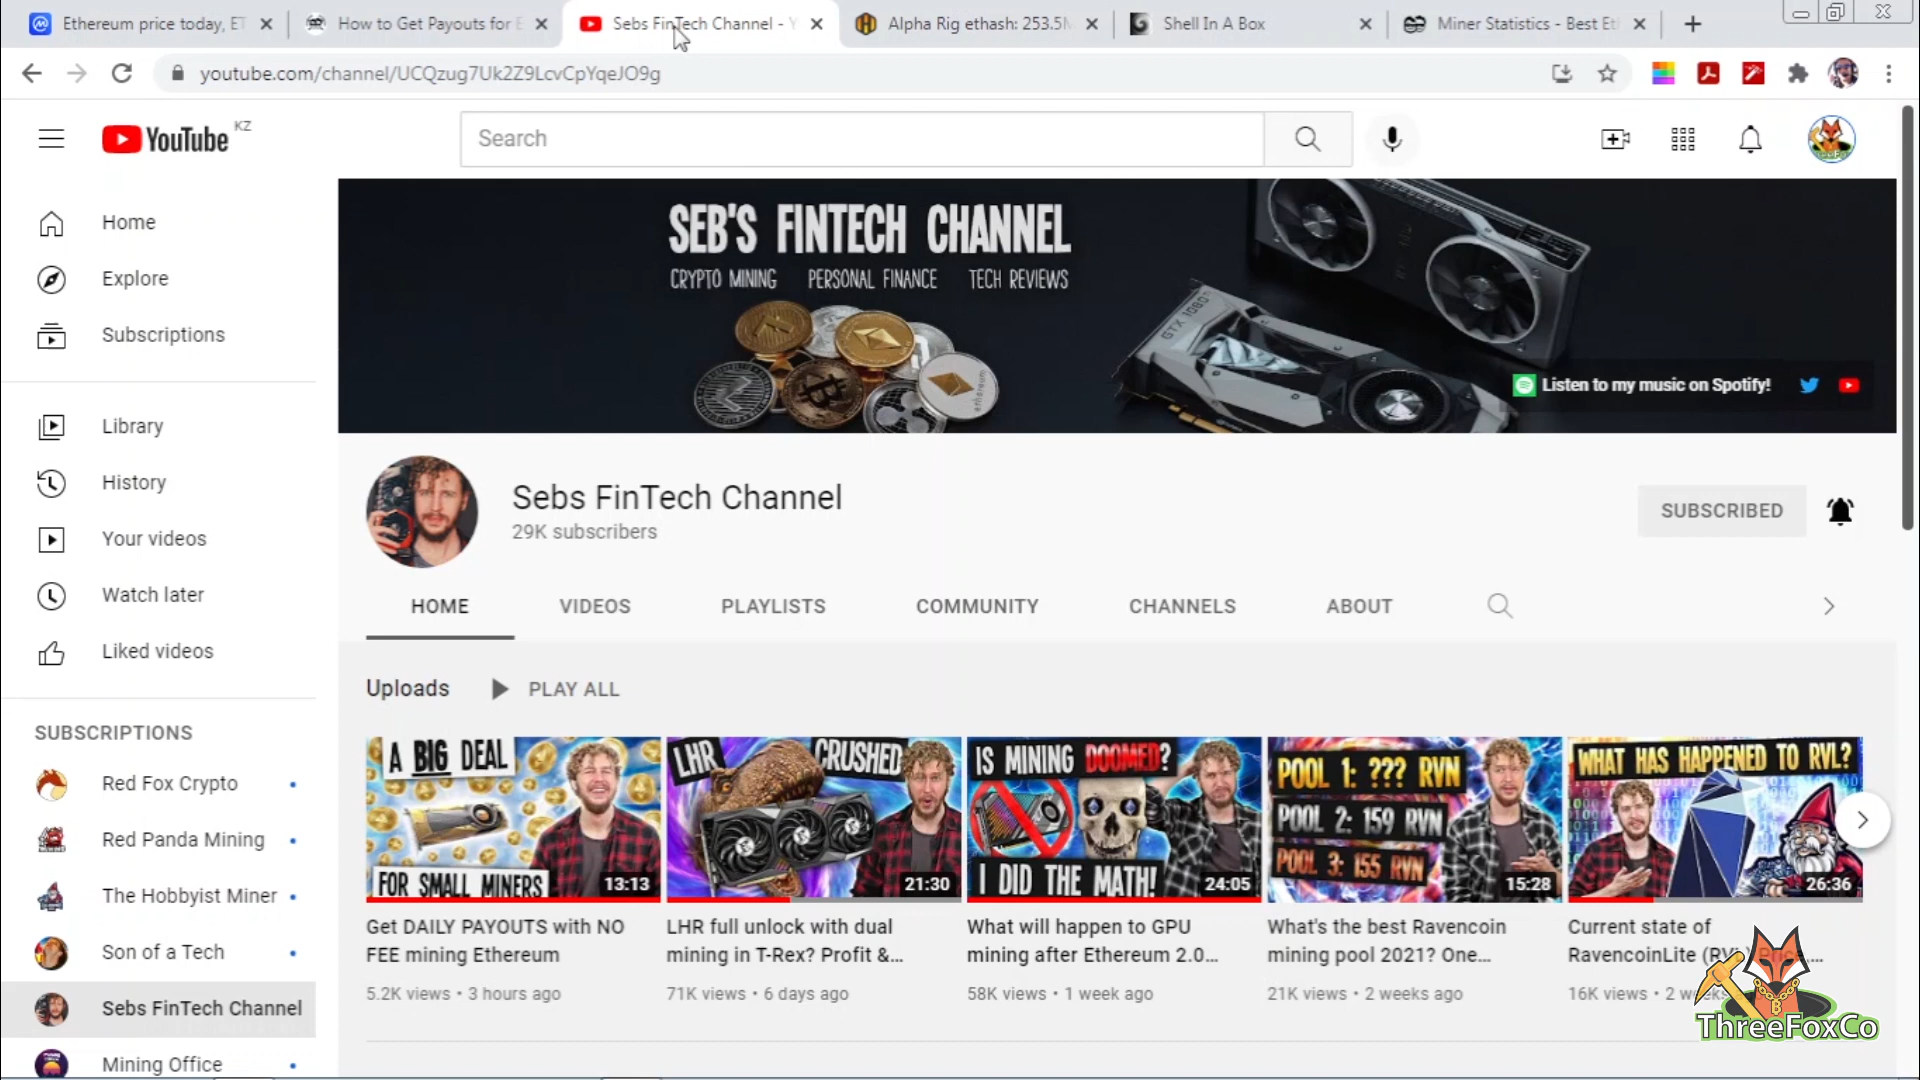 Ethereum price today, ET
How to Get Payouts for E
Sebs FinTech Channel - Y
Alpha Rig ethash: 253.5M
Shell In A Box
Miner Statistics - Best Eth
youtube.com/channel/UCQzug7Uk2Z9LcvCpYqeJO9g
YouTube KZ
Search
Home
Explore
Subscriptions
Library
History
Your videos
Watch later
Liked videos
SUBSCRIPTIONS
Red Fox Crypto
Red Panda Mining
The Hobbyist Miner
Son of a Tech
Sebs FinTech Channel
Mining Office
SEB'S FINTECH CHANNEL
CRYPTO MINING PERSONAL FINANCE TECH REVIEWS
GTX 1080
ethereum
Listen to my music on Spotify!
Sebs FinTech Channel
29K subscribers
SUBSCRIBED
HOME VIDEOS PLAYLISTS COMMUNITY CHANNELS ABOUT
Uploads PLAY ALL
A BIG DEAL
FOR SMALL MINERS
13:13
Get DAILY PAYOUTS with NO
FEE mining Ethereum
5.2K views • 3 hours ago
LHR CRUSHED
21:30
LHR full unlock with dual
mining in T-Rex? Profit &...
71K views • 6 days ago
IS MINING DOOMED?
I DID THE MATH!
24:05
What will happen to GPU
mining after Ethereum 2.0...
58K views • 1 week ago
POOL 1: ??? RVN
POOL 2: 159 RVN
POOL 3: 155 RVN
15:28
What's the best Ravencoin
mining pool 2021? One...
21K views • 2 weeks ago
WHAT HAS HAPPENED TO RVL?
26:36
Current state of
RavencoinLite (RVL) Price,...
16K views • 2 weeks
ThreeFoxCo